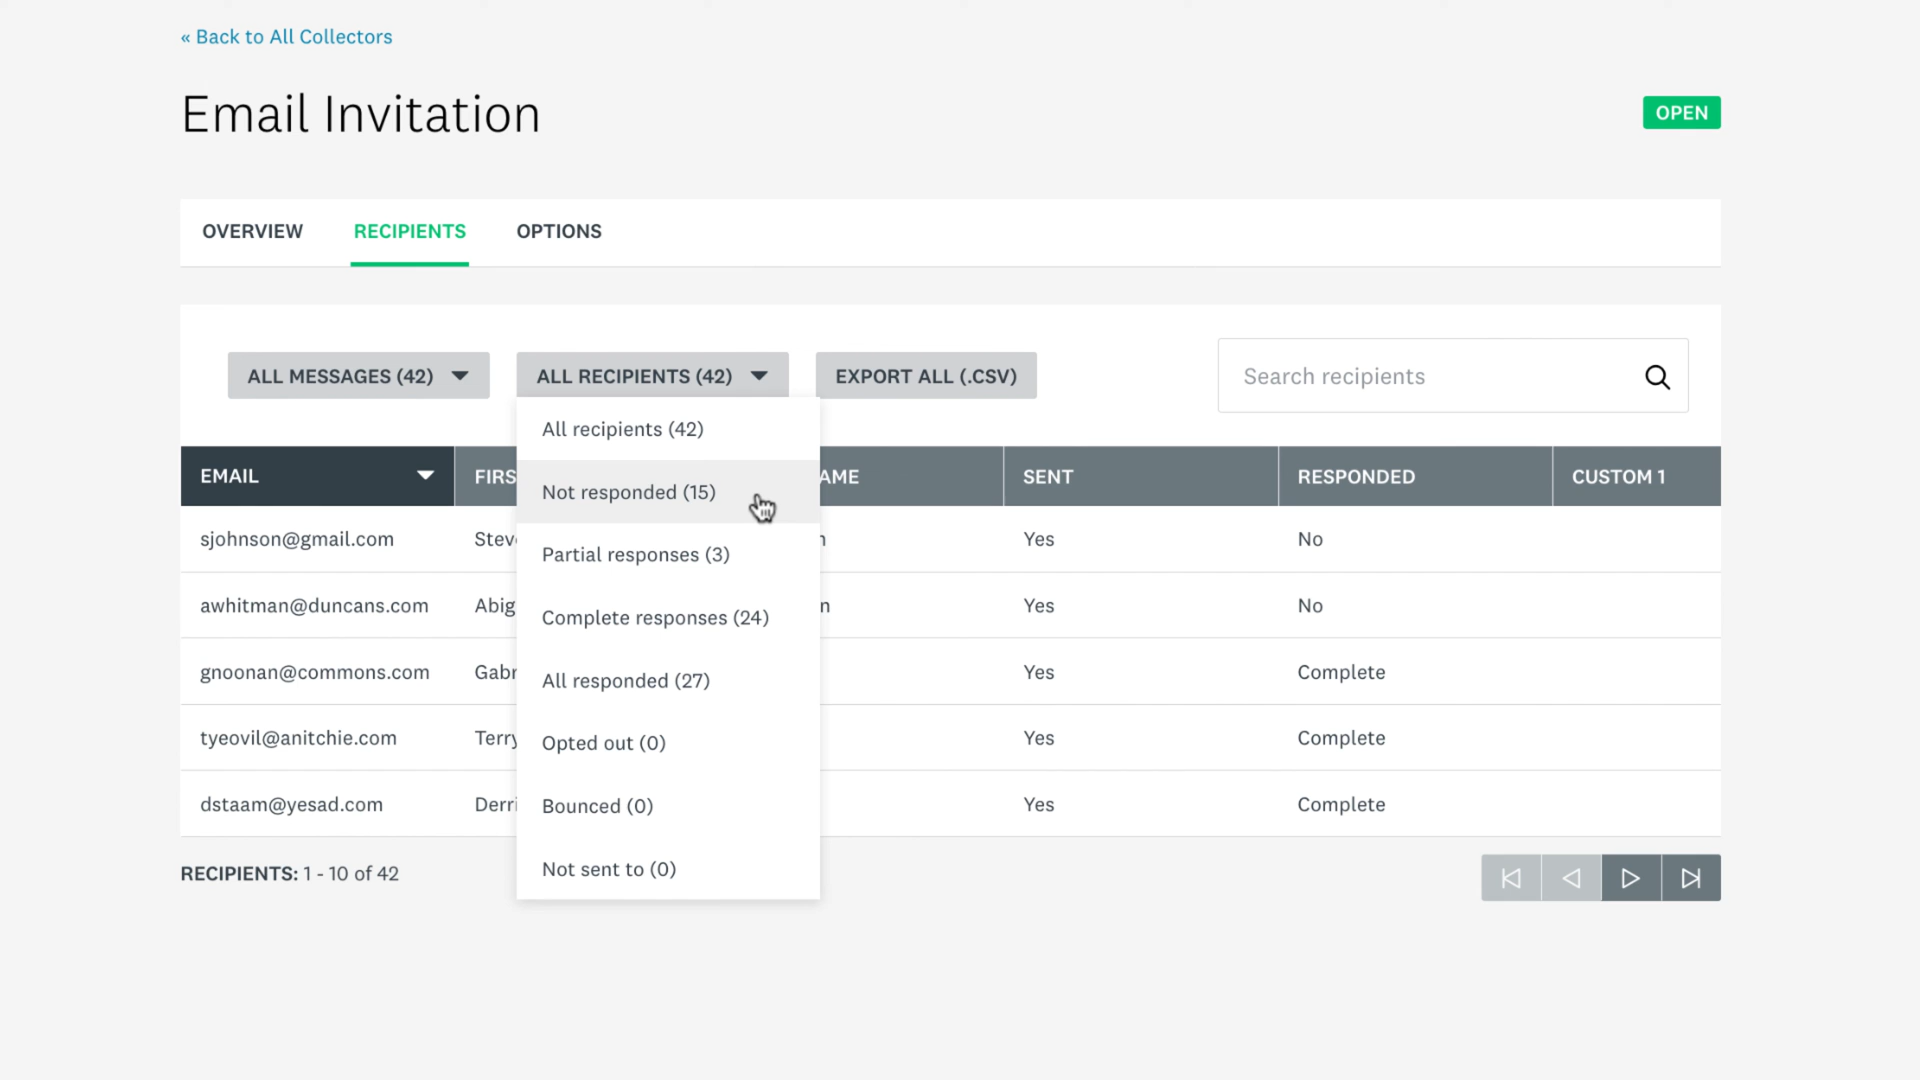 « Back to All Collectors
Email Invitation
OPEN
OVERVIEW RECIPIENTS OPTIONS
ALL MESSAGES (42) ALL RECIPIENTS (42) EXPORT ALL (.CSV) Search recipients
All recipients (42)
EMAIL FIRS AME SENT RESPONDED CUSTOM 1
Not responded (15)
sjohnson@gmail.com Yes No
Partial responses (3)
awhitman@duncans.com Abig n Yes No
Complete responses (24)
gnoonan@commons.com Gabr Yes Complete
All responded (27)
tyeovil@anitchie.com Terry Yes Complete
Opted out (0)
dstaam@yesad.com Derri Yes Complete
Bounced (0)
Not sent to (0)
RECIPIENTS: 1 - 10 of 42